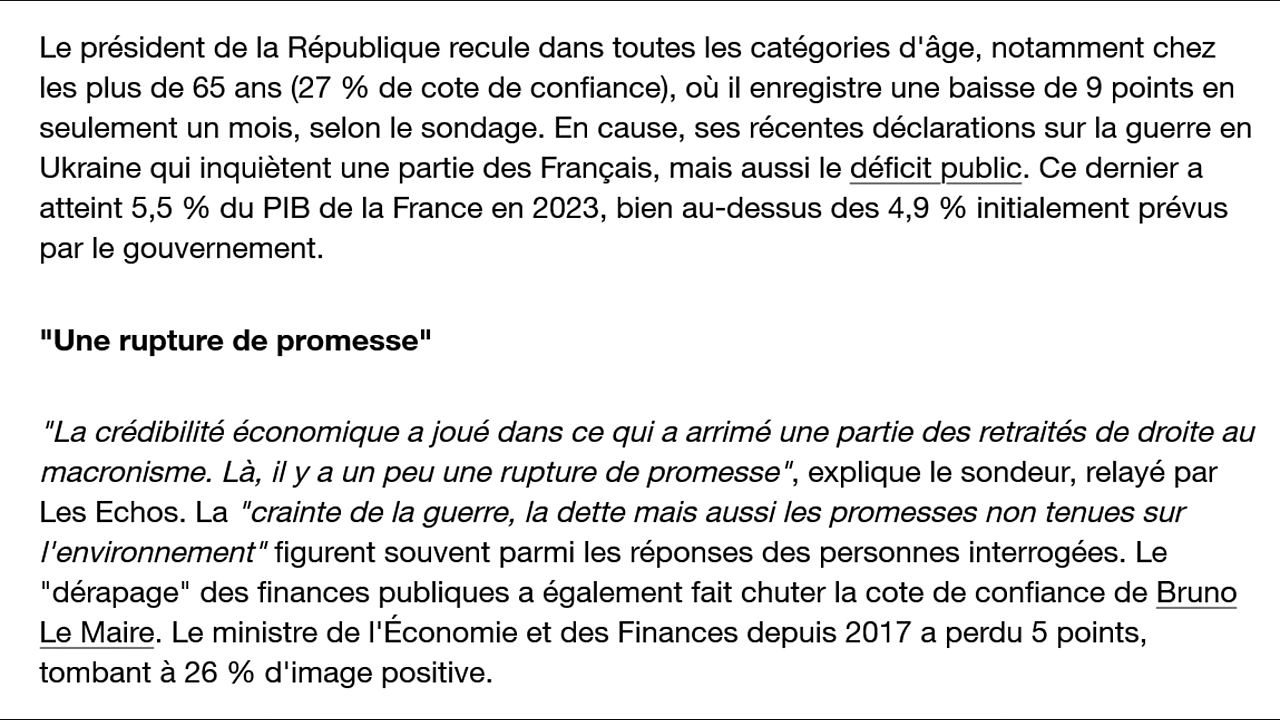 Le président de la République recule dans toutes les catégories d'âge, notamment chez
les plus de 65 ans (27 % de cote de confiance), où il enregistre une baisse de 9 points en
seulement un mois, selon le sondage. En cause, ses récentes déclarations sur la guerre en
Ukraine qui inquiètent une partie des Français, mais aussi le déficit public. Ce dernier a
atteint 5,5 % du PIB de la France en 2023, bien au-dessus des 4,9 % initialement prévus
par le gouvernement.
"Une rupture de promesse"
"La crédibilité économique a joué dans ce qui a arrimé une partie des retraités de droite au
macronisme. Là, il y a un peu une rupture de promesse", explique le sondeur, relayé par
Les Echos. La "crainte de la guerre, la dette mais aussi les promesses non tenues sur
l'environnement" figurent souvent parmi les réponses des personnes interrogées. Le
"dérapage" des finances publiques a également fait chuter la cote de confiance de Bruno
Le Maire. Le ministre de l'Économie et des Finances depuis 2017 a perdu 5 points,
tombant à 26 % d'image positive.